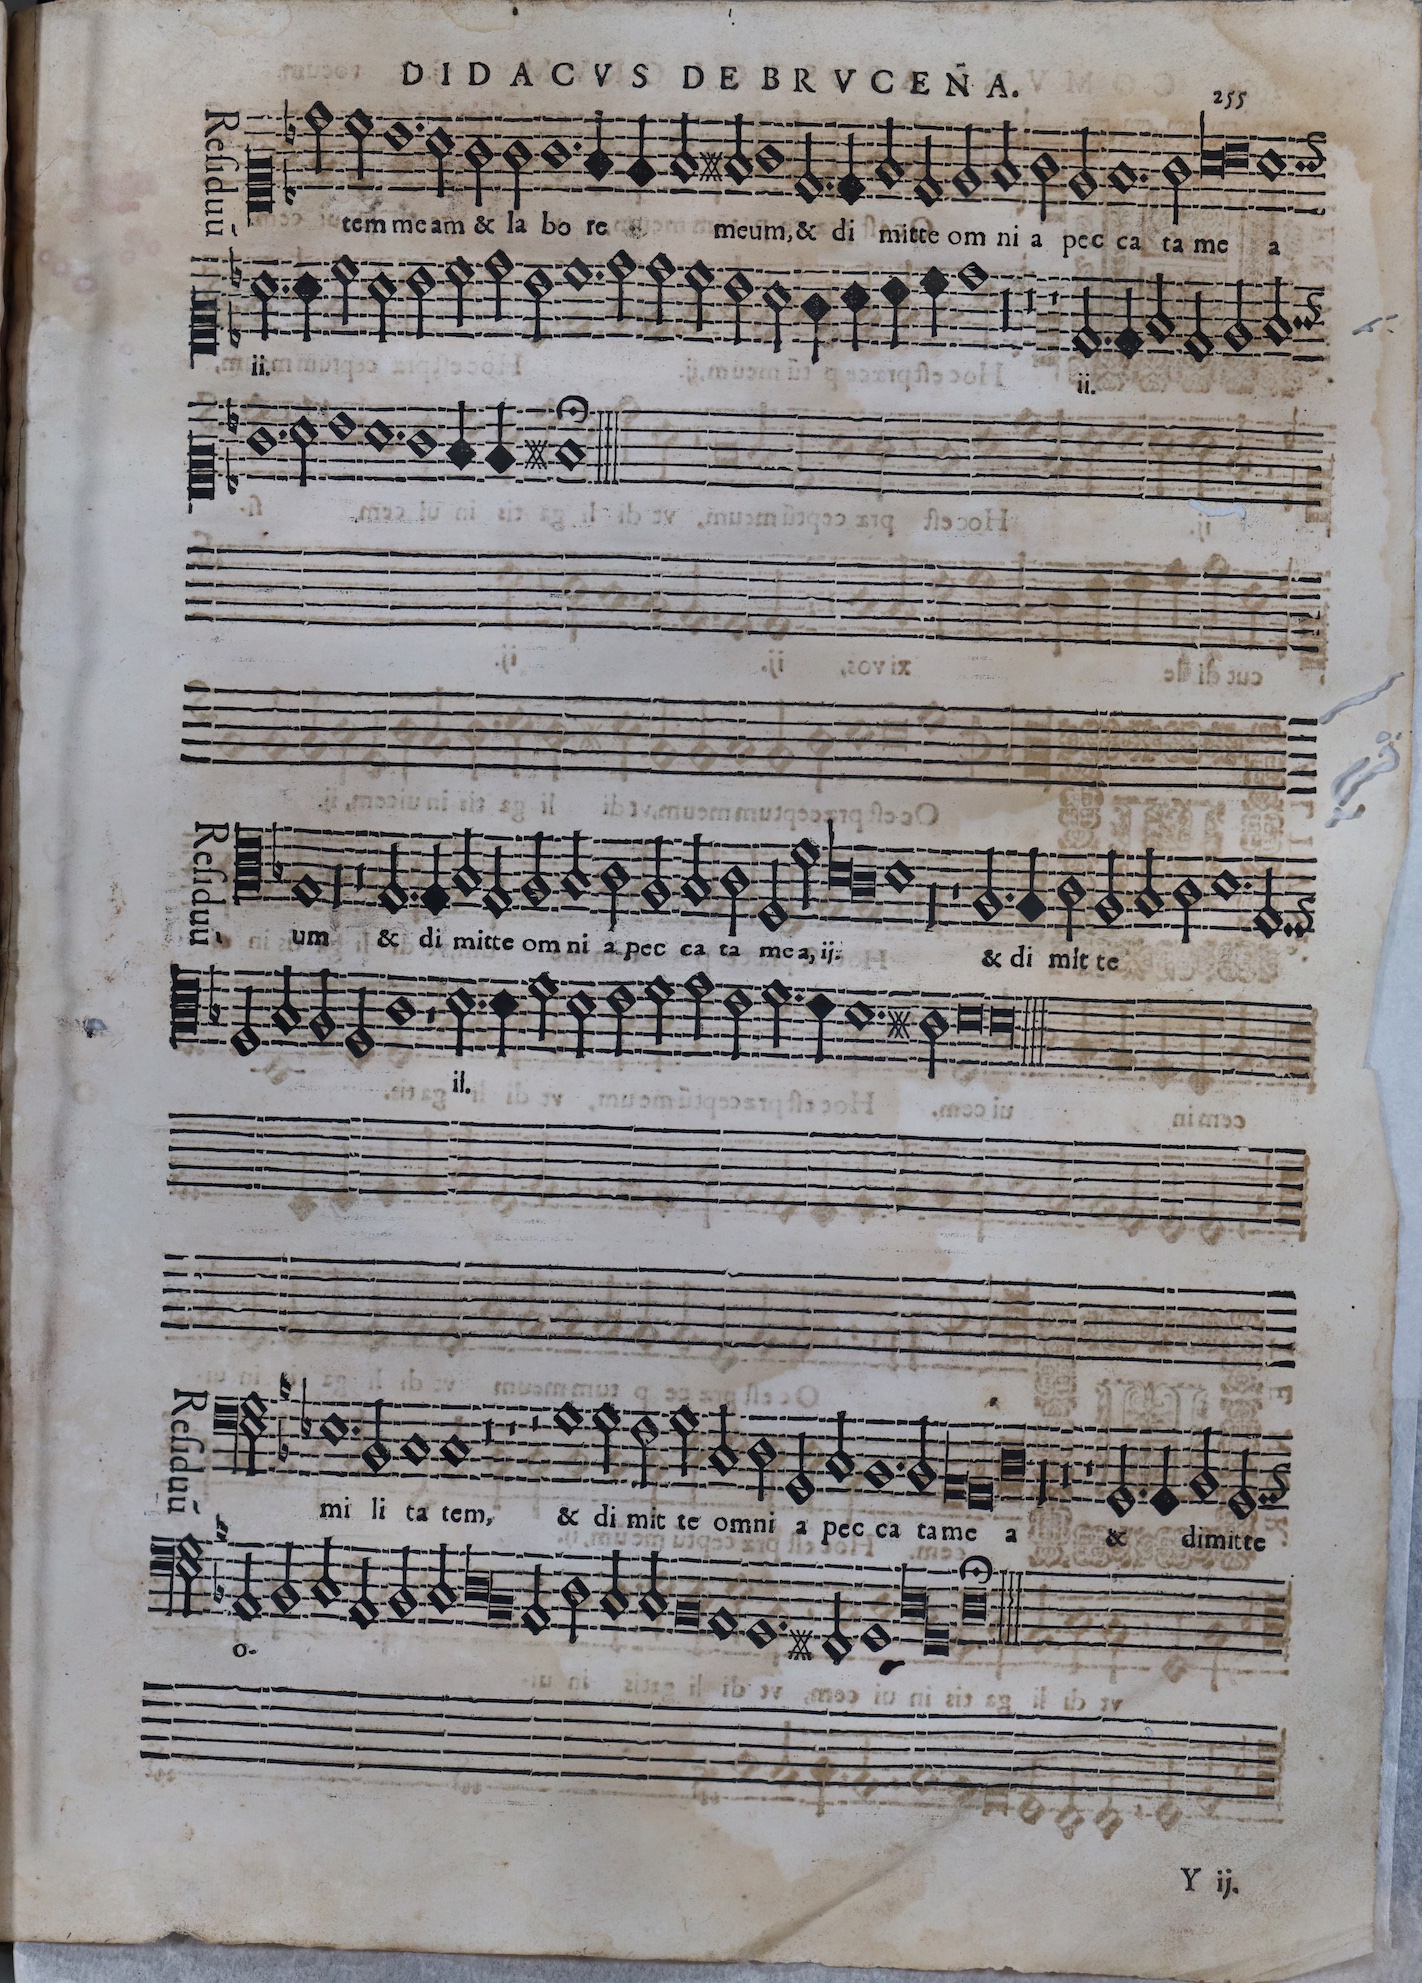 DIDACVS DE BRVCEÑA.
255
Residuũ
tem meam & la bo re meum, & di mitte om ni a pec ca ta me a
ii. ii.
Residuũ
um & di mitte om ni a pec ca ta mea, ij. & di mit te
ii.
Residuũ
mi li ta tem, & di mit te omni a pec ca ta me a & dimitte
o.
Y ij.